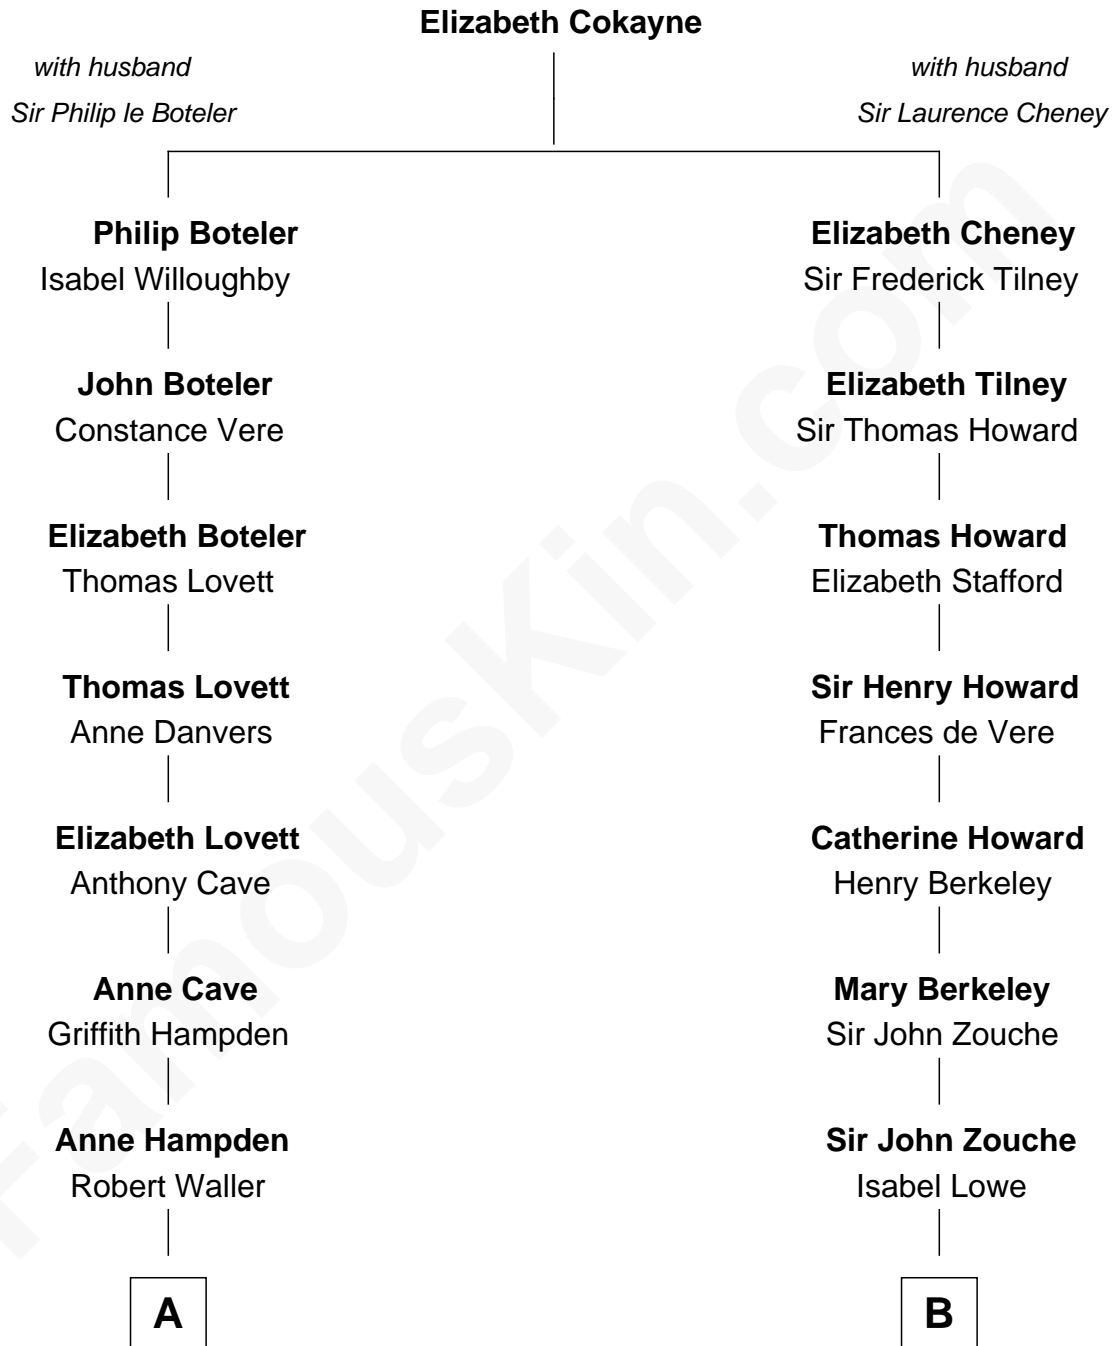 Elizabeth Cokayne
with husband
Sir Philip le Boteler
with husband
Sir Laurence Cheney
Philip Boteler
Isabel Willoughby
Elizabeth Cheney
Sir Frederick Tilney
John Boteler
Constance Vere
Elizabeth Tilney
Sir Thomas Howard
Elizabeth Boteler
Thomas Lovett
Thomas Howard
Elizabeth Stafford
Thomas Lovett
Anne Danvers
Sir Henry Howard
Frances de Vere
Elizabeth Lovett
Anthony Cave
Catherine Howard
Henry Berkeley
Anne Cave
Griffith Hampden
Mary Berkeley
Sir John Zouche
Anne Hampden
Robert Waller
Sir John Zouche
Isabel Lowe
A
B
FamousKin.com